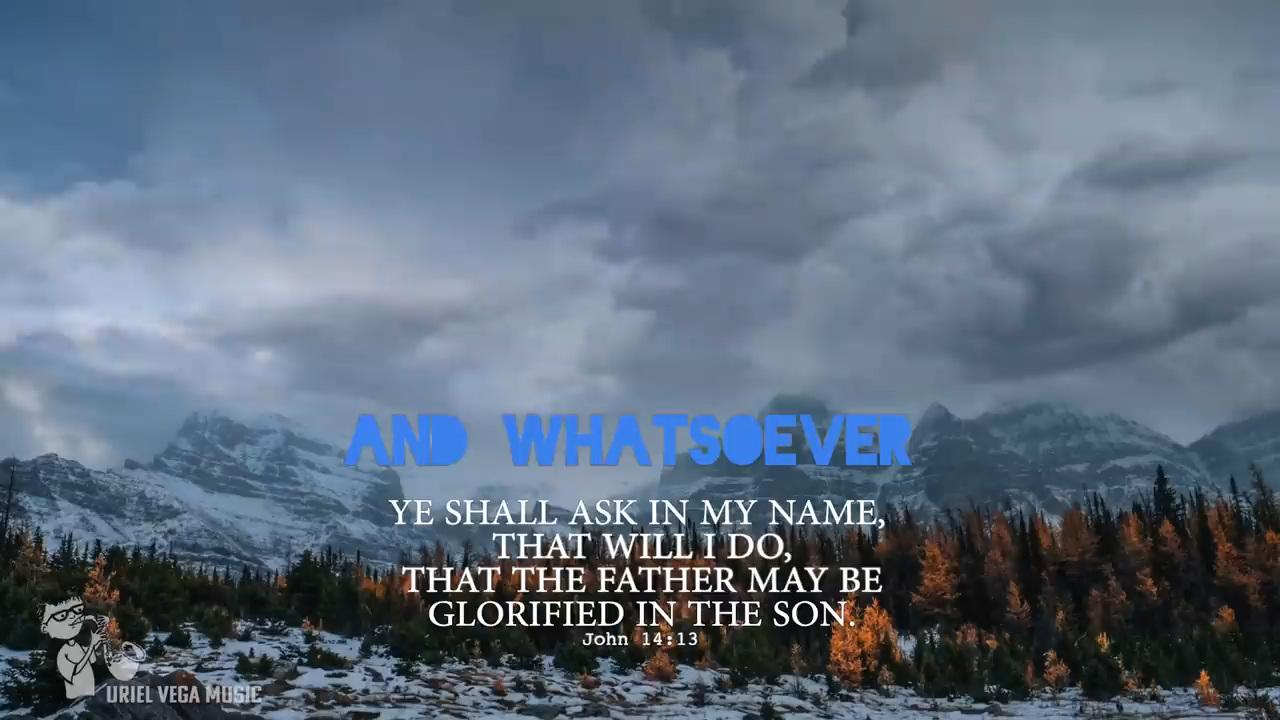 AND WHATSOEVER
YE SHALL ASK IN MY NAME,
THAT WILL I DO,
THAT THE FATHER MAY BE
GLORIFIED IN THE SON.
John 14:13
URIEL VEGA MUSIC